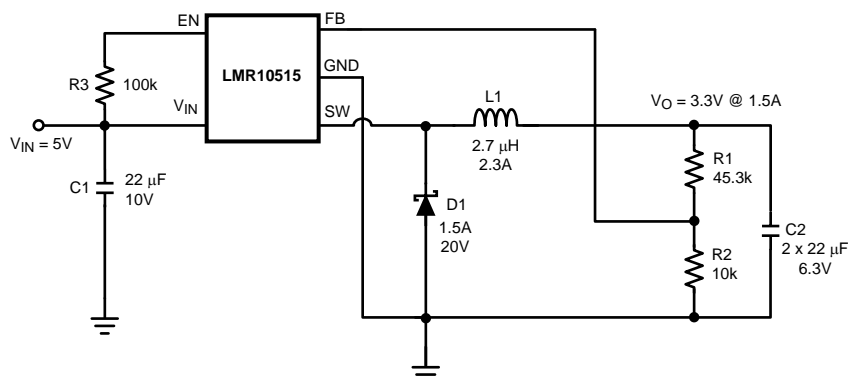 EN
FB
LMR10515
GND
R3
100k
L1
V_O = 3.3V @ 1.5A
V_IN
SW
V_IN = 5V
2.7 μH
2.3A
R1
45.3k
C1
22 μF
10V
D1
1.5A
20V
C2
2 x 22 μF
6.3V
R2
10k